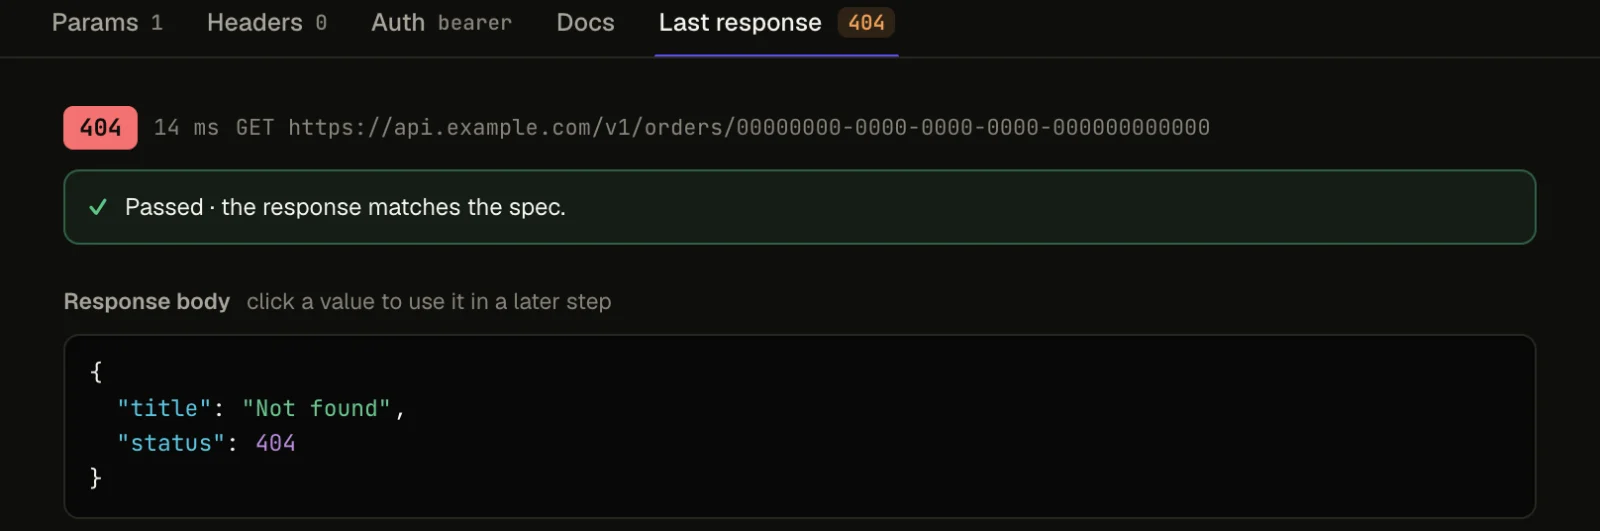 Params 1 Headers 0 Auth bearer Docs Last response 404
404 14 ms GET https://api.example.com/v1/orders/00000000-0000-0000-0000-000000000000
✓ Passed · the response matches the spec.
Response body click a value to use it in a later step
{
  "title": "Not found",
  "status": 404
}